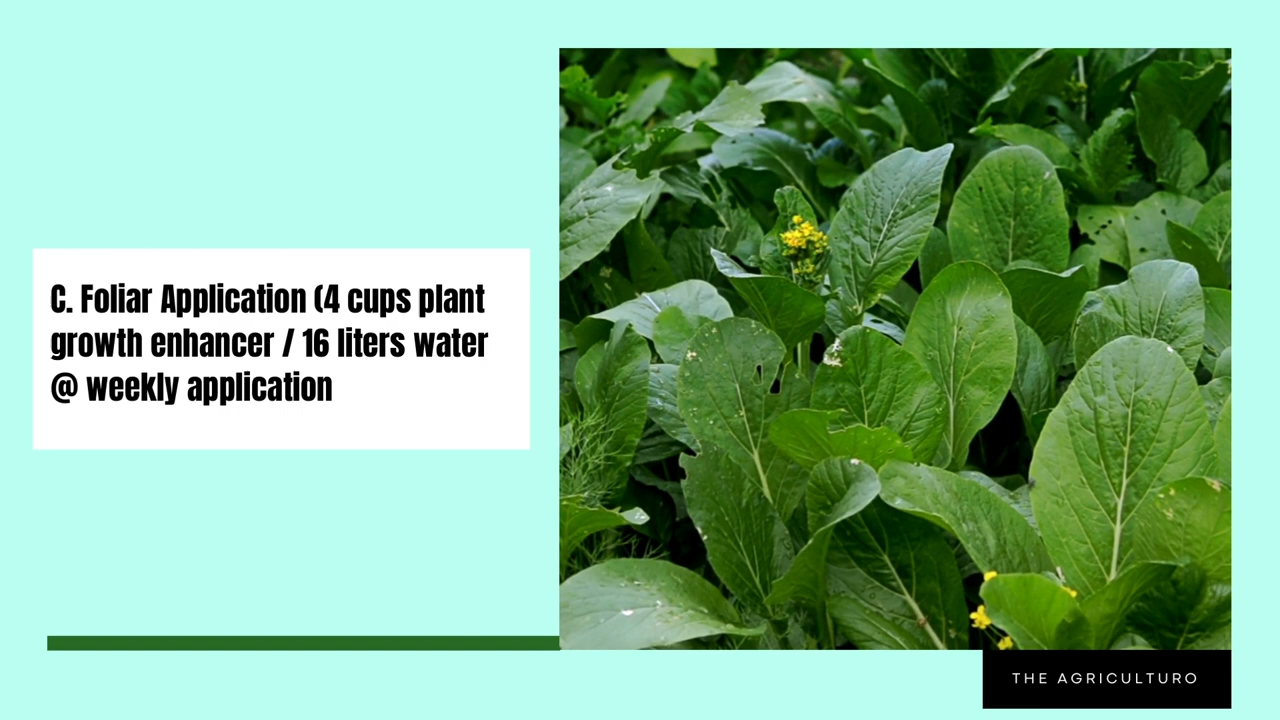 C. Foliar Application (4 cups plant
growth enhancer / 16 liters water
@ weekly application
THE AGRICULTURO